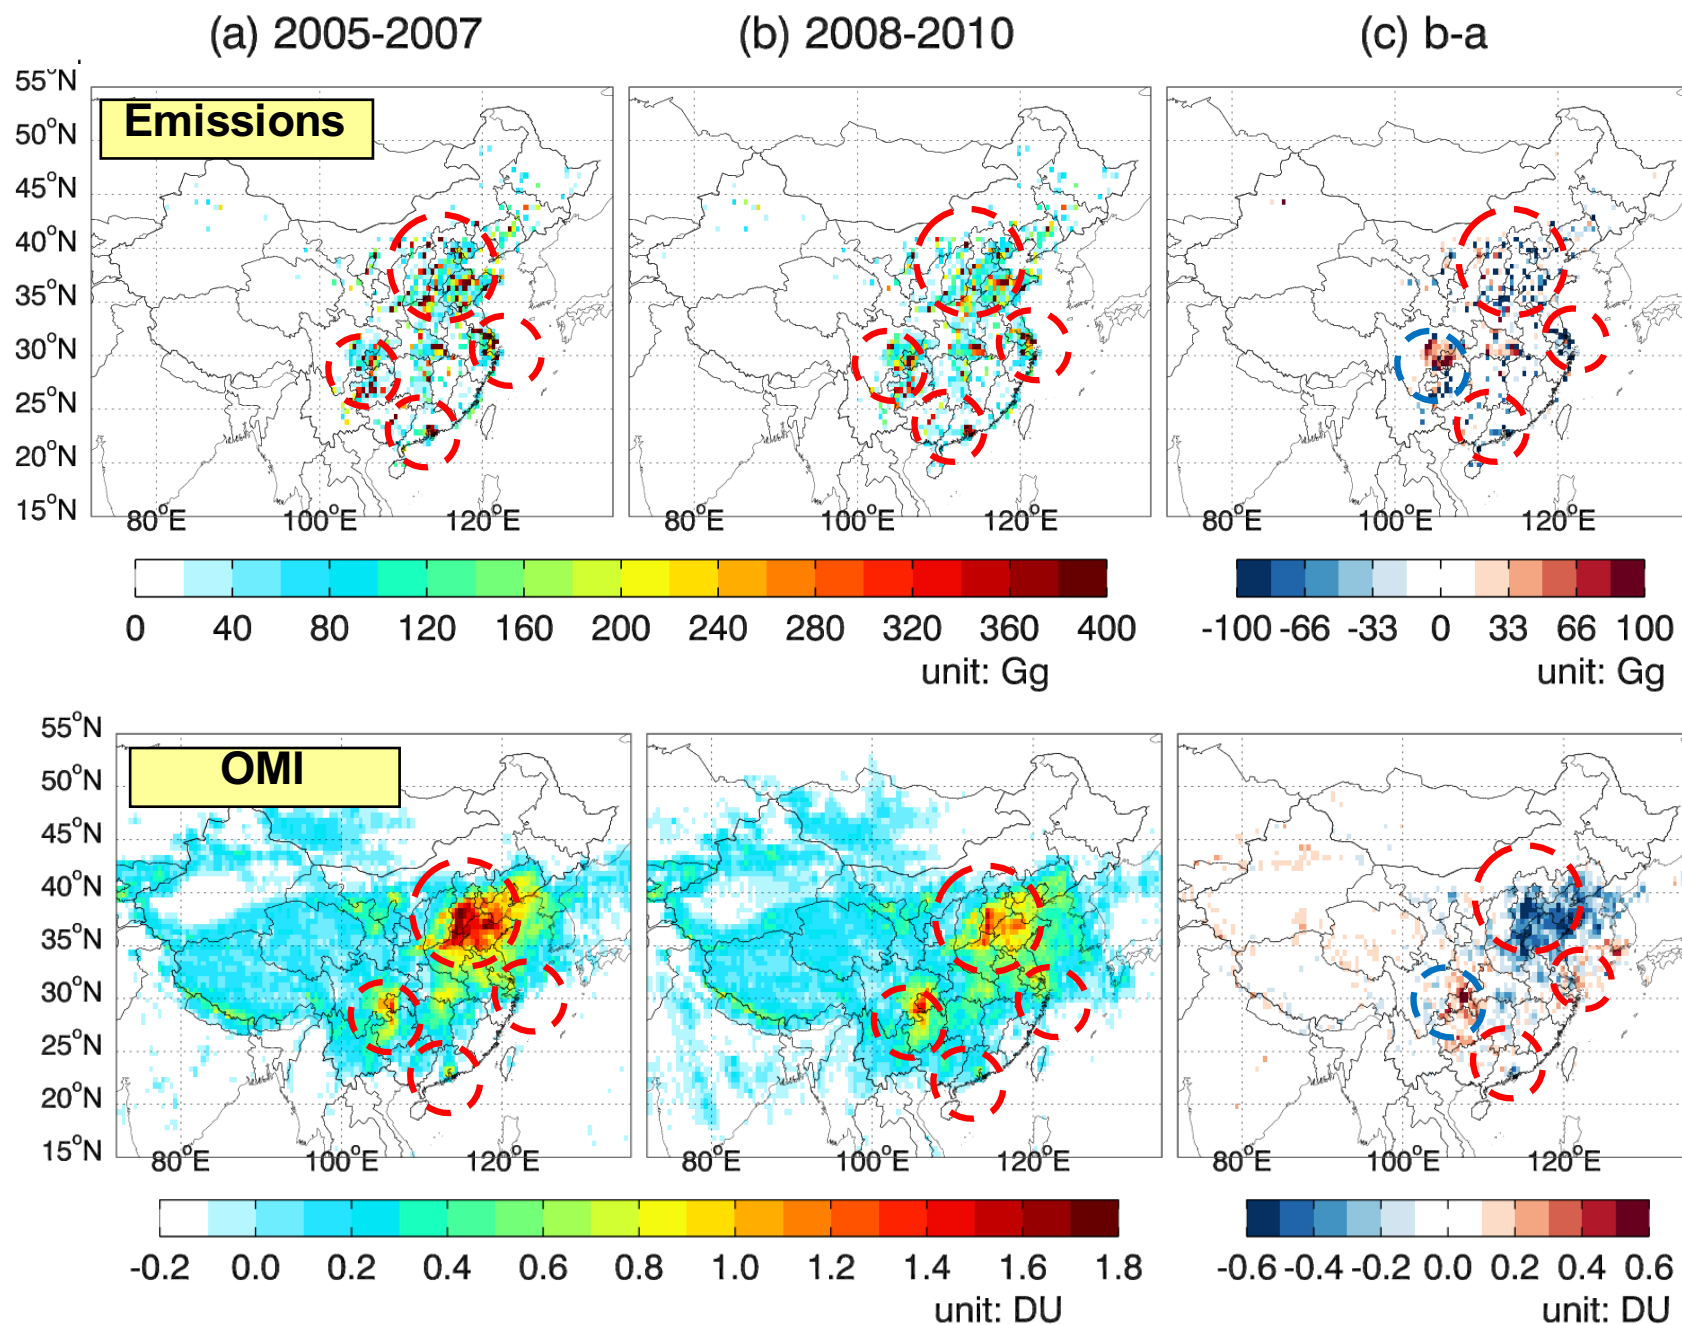 (a) 2005-2007 (b) 2008-2010 (c) b-a
Emissions
55°N
50°N
45°N
40°N
35°N
30°N
25°N
20°N
15°N
80°E 100°E 120°E 80°E 100°E 120°E 80°E 100°E 120°E
0 40 80 120 160 200 240 280 320 360 400 -100 -66 -33 0 33 66 100
unit: Gg unit: Gg
OMI
55°N
50°N
45°N
40°N
35°N
30°N
25°N
20°N
15°N
80°E 100°E 120°E 80°E 100°E 120°E 80°E 100°E 120°E
-0.2 0.0 0.2 0.4 0.6 0.8 1.0 1.2 1.4 1.6 1.8 -0.6 -0.4 -0.2 0.0 0.2 0.4 0.6
unit: DU unit: DU